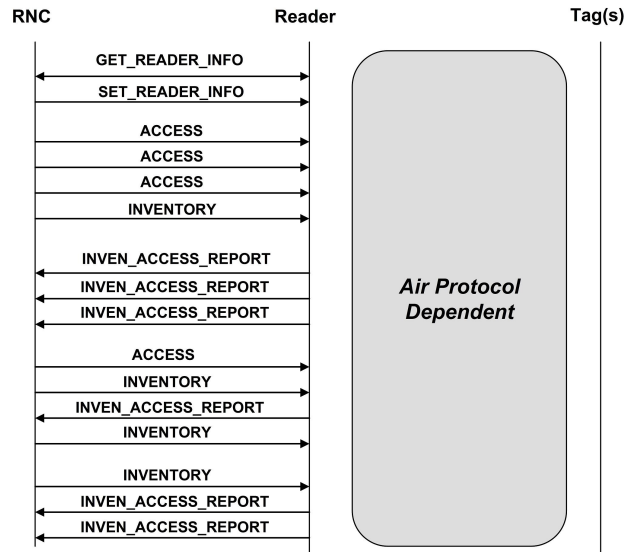 RNC Reader Tag(s)
GET_READER_INFO
SET_READER_INFO
ACCESS
ACCESS
ACCESS
INVENTORY
INVEN_ACCESS_REPORT
INVEN_ACCESS_REPORT
INVEN_ACCESS_REPORT
Air Protocol
Dependent
ACCESS
INVENTORY
INVEN_ACCESS_REPORT
INVENTORY
INVENTORY
INVEN_ACCESS_REPORT
INVEN_ACCESS_REPORT